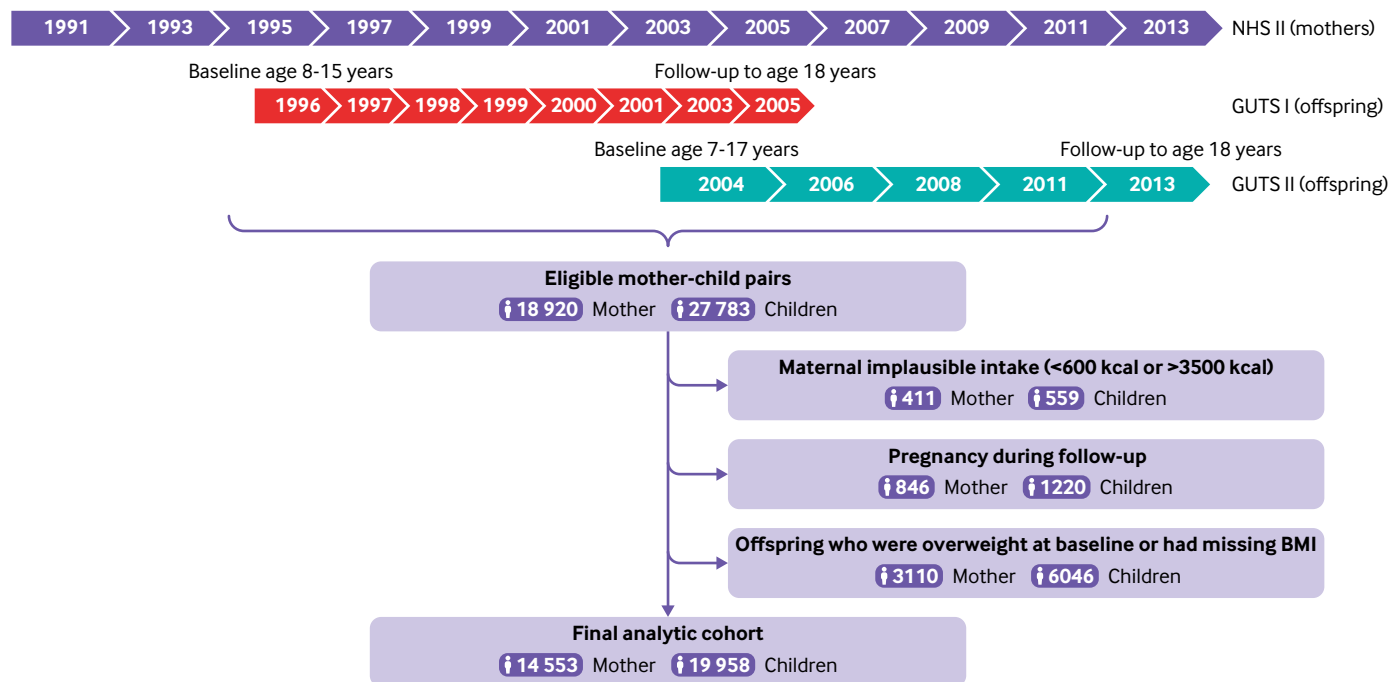 1991 1993 1995 1997 1999 2001 2003 2005 2007 2009 2011 2013 NHS II (mothers)
Baseline age 8-15 years Follow-up to age 18 years
1996 1997 1998 1999 2000 2001 2003 2005 GUTS I (offspring)
Baseline age 7-17 years Follow-up to age 18 years
2004 2006 2008 2011 2013 GUTS II (offspring)
Eligible mother-child pairs
18 920 Mother 27 783 Children
Maternal implausible intake (<600 kcal or >3500 kcal)
411 Mother 559 Children
Pregnancy during follow-up
846 Mother 1220 Children
Offspring who were overweight at baseline or had missing BMI
3110 Mother 6046 Children
Final analytic cohort
14 553 Mother 19 958 Children